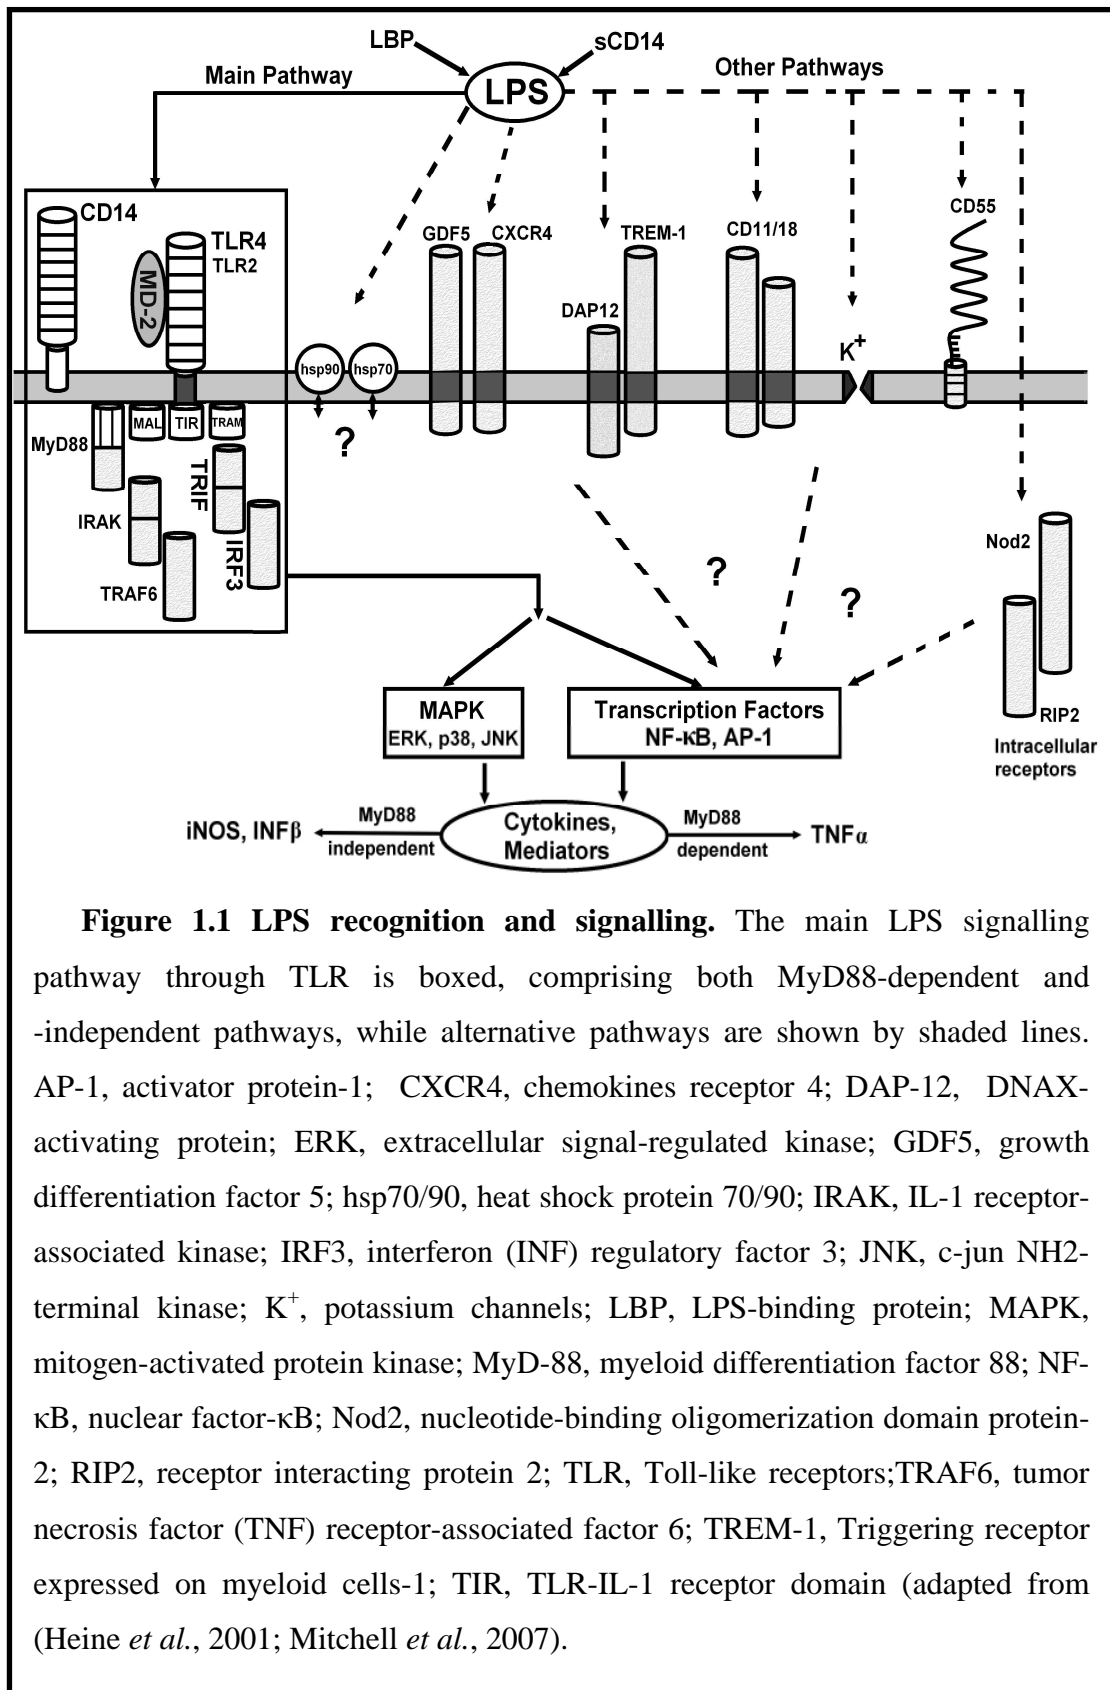 LBP
sCD14
Main Pathway
LPS
Other Pathways
CD14
TLR4
TLR2
MD-2
GDF5
CXCR4
TREM-1
DAP12
CD11/18
CD55
K+
hsp90
hsp70
?
MyD88
MAL
TIR
TRAM
TRIF
IRAK
IRF3
TRAF6
?
?
Nod2
RIP2
Intracellular
receptors
MAPK
ERK, p38, JNK
Transcription Factors
NF-κB, AP-1
iNOS, INFβ
MyD88
independent
Cytokines,
Mediators
MyD88
dependent
TNFα
Figure 1.1 LPS recognition and signalling. The main LPS signalling
pathway through TLR is boxed, comprising both MyD88-dependent and
-independent pathways, while alternative pathways are shown by shaded lines.
AP-1, activator protein-1; CXCR4, chemokines receptor 4; DAP-12, DNAX-
activating protein; ERK, extracellular signal-regulated kinase; GDF5, growth
differentiation factor 5; hsp70/90, heat shock protein 70/90; IRAK, IL-1 receptor-
associated kinase; IRF3, interferon (INF) regulatory factor 3; JNK, c-jun NH2-
terminal kinase; K+, potassium channels; LBP, LPS-binding protein; MAPK,
mitogen-activated protein kinase; MyD-88, myeloid differentiation factor 88; NF-
κB, nuclear factor-κB; Nod2, nucleotide-binding oligomerization domain protein-
2; RIP2, receptor interacting protein 2; TLR, Toll-like receptors;TRAF6, tumor
necrosis factor (TNF) receptor-associated factor 6; TREM-1, Triggering receptor
expressed on myeloid cells-1; TIR, TLR-IL-1 receptor domain (adapted from
(Heine et al., 2001; Mitchell et al., 2007).